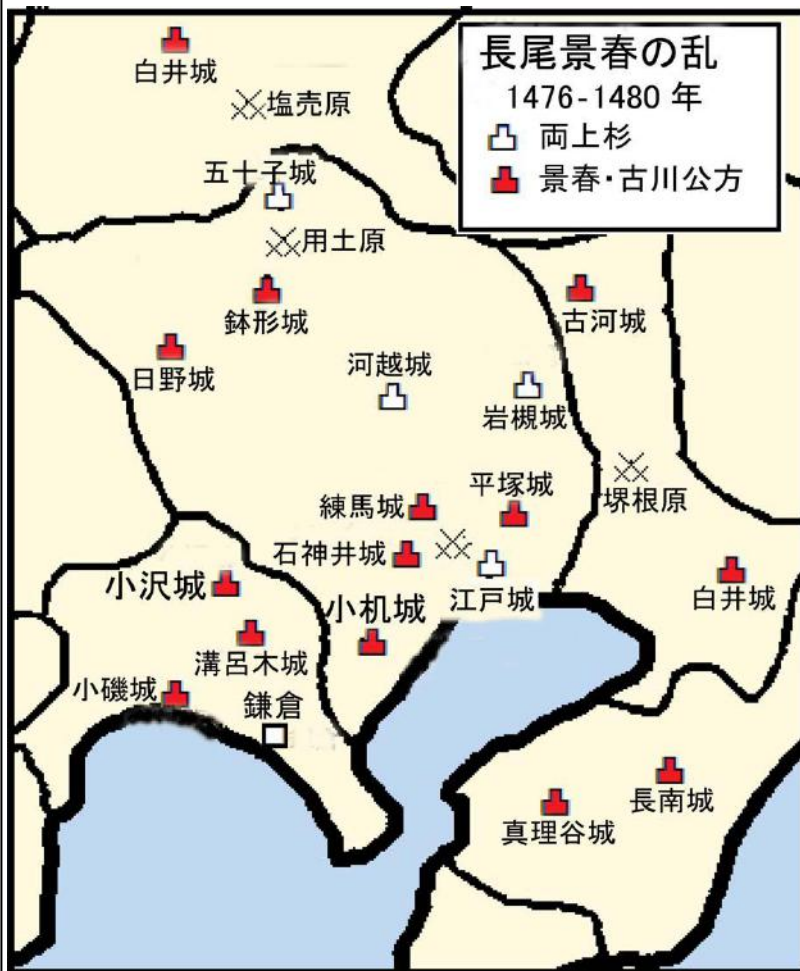 長尾景春の乱
1476-1480 年
両上杉
景春・古川公方
白井城
塩売原
五十子城
用土原
鉢形城
古河城
日野城
河越城
岩槻城
平塚城
堺根原
練馬城
石神井城
江戸城
白井城
小沢城
小机城
溝呂木城
小磯城
鎌倉
長南城
真理谷城